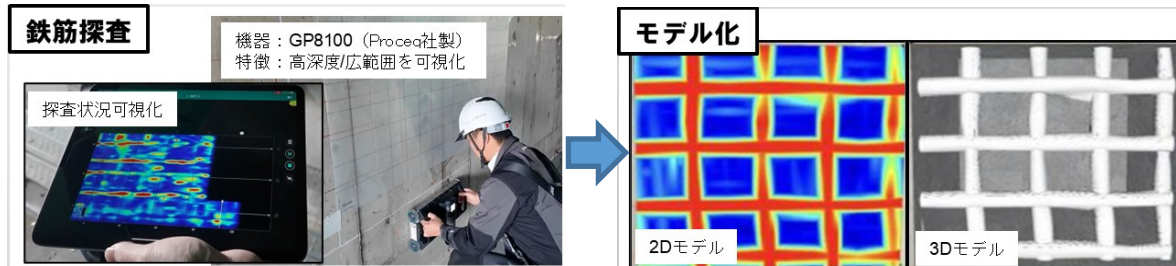 鉄筋探査
機器：GP8100（Proceq社製）
特徴：高深度/広範囲を可視化
探査状況可視化
モデル化
2Dモデル
3Dモデル